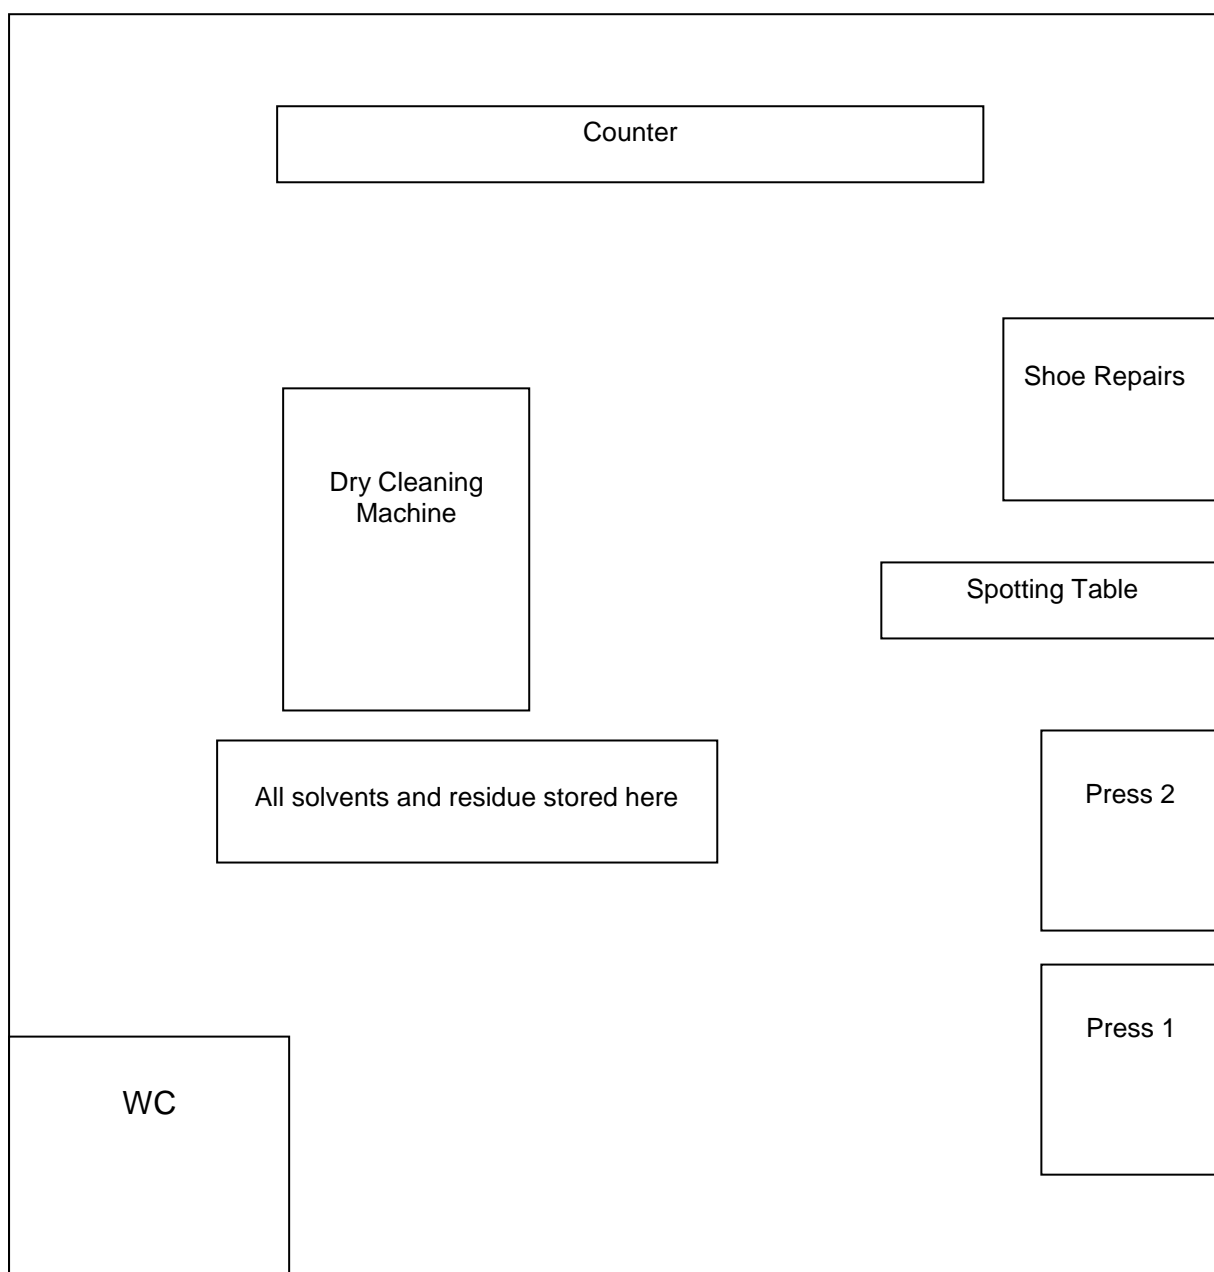 Counter
Shoe Repairs
Dry Cleaning
Machine
Spotting Table
All solvents and residue stored here
Press 2
Press 1
WC